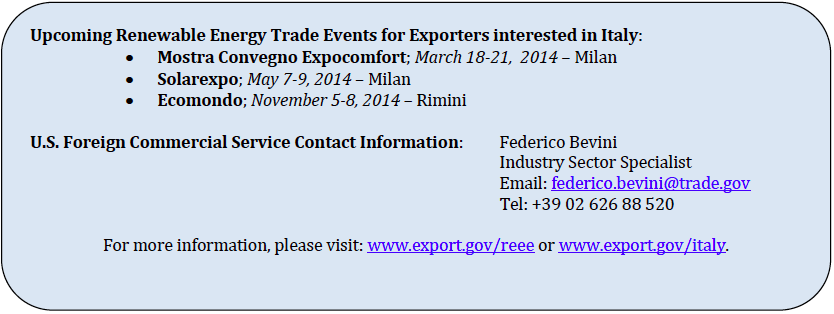 Upcoming Renewable Energy Trade Events for Exporters interested in Italy:
• Mostra Convegno Expocomfort; March 18-21, 2014 – Milan
• Solarexpo; May 7-9, 2014 – Milan
• Ecomondo; November 5-8, 2014 – Rimini
U.S. Foreign Commercial Service Contact Information: Federico Bevini
Industry Sector Specialist
Email: federico.bevini@trade.gov
Tel: +39 02 626 88 520
For more information, please visit: www.export.gov/reee or www.export.gov/italy.